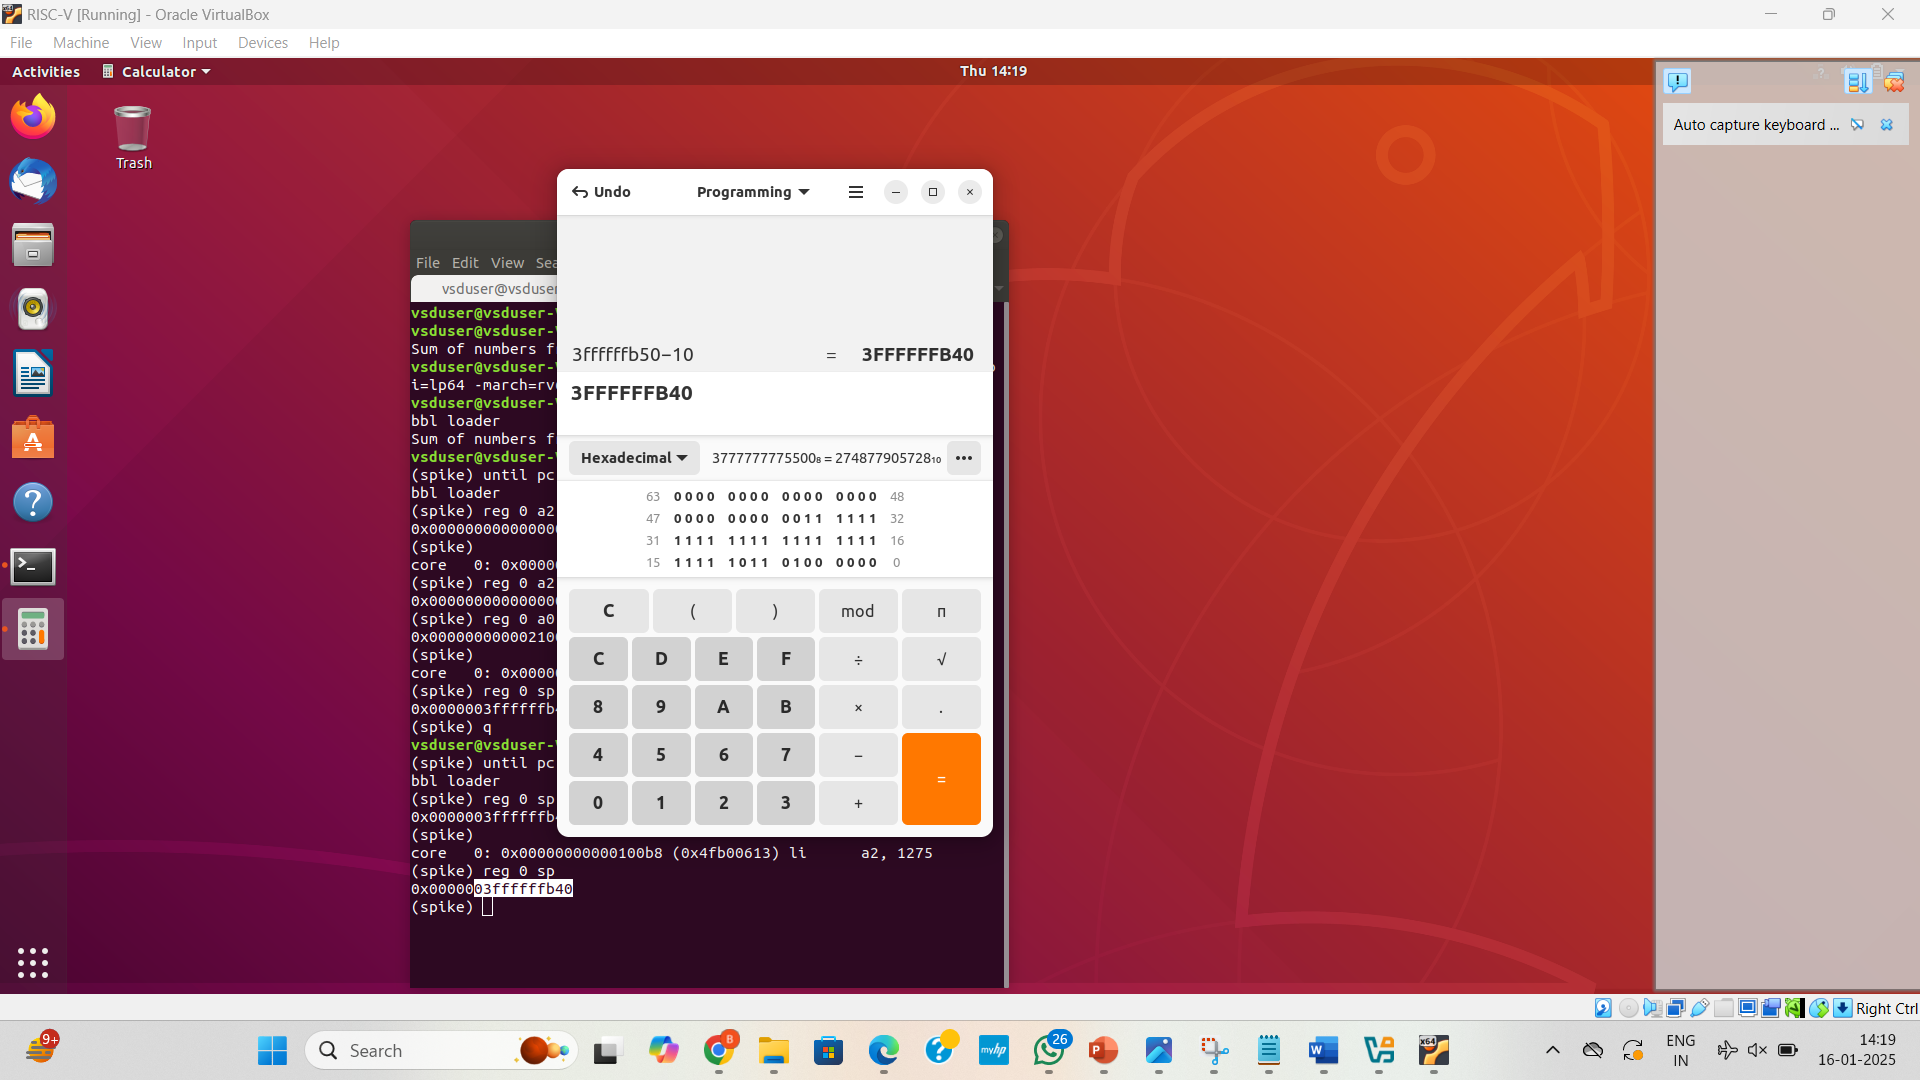 RISC-V [Running] - Oracle VirtualBox
File Machine View Input Devices Help
Activities Calculator Thu 14:19
Auto capture keyboard ...
Trash
Undo Programming
File Edit View Sea
vsduser@vsduser
3ffffffb50−10 = 3FFFFFFB40
3FFFFFFB40
Hexadecimal 3777777775500₈ = 274877905728₁₀ •••
63 0000 0000 0000 0000 48
47 0000 0000 0011 1111 32
31 1111 1111 1111 1111 16
15 1111 1011 0100 0000 0
C ( ) mod π
C D E F ÷ √
8 9 A B × .
4 5 6 7 − =
0 1 2 3 +
vsduser@vsduser-
vsduser@vsduser-
Sum of numbers f
vsduser@vsduser-
i=lp64 -march=rv
vsduser@vsduser-
bbl loader
Sum of numbers f
vsduser@vsduser-
(spike) until pc
bbl loader
(spike) reg 0 a2
0x00000000000000
(spike)
core 0: 0x0000
(spike) reg 0 a2
0x00000000000000
(spike) reg 0 a0
0x00000000002100
(spike)
core 0: 0x0000
(spike) reg 0 sp
0x0000003ffffffb
(spike) q
vsduser@vsduser-
(spike) until pc
bbl loader
(spike) reg 0 sp
0x0000003ffffffb
(spike)
core 0: 0x00000000000100b8 (0x4fb00613) li a2, 1275
(spike) reg 0 sp
0x0000003ffffffb40
(spike)
Right Ctrl
9+
Search
8
myhp
26
x64
ENG
IN
14:19
16-01-2025